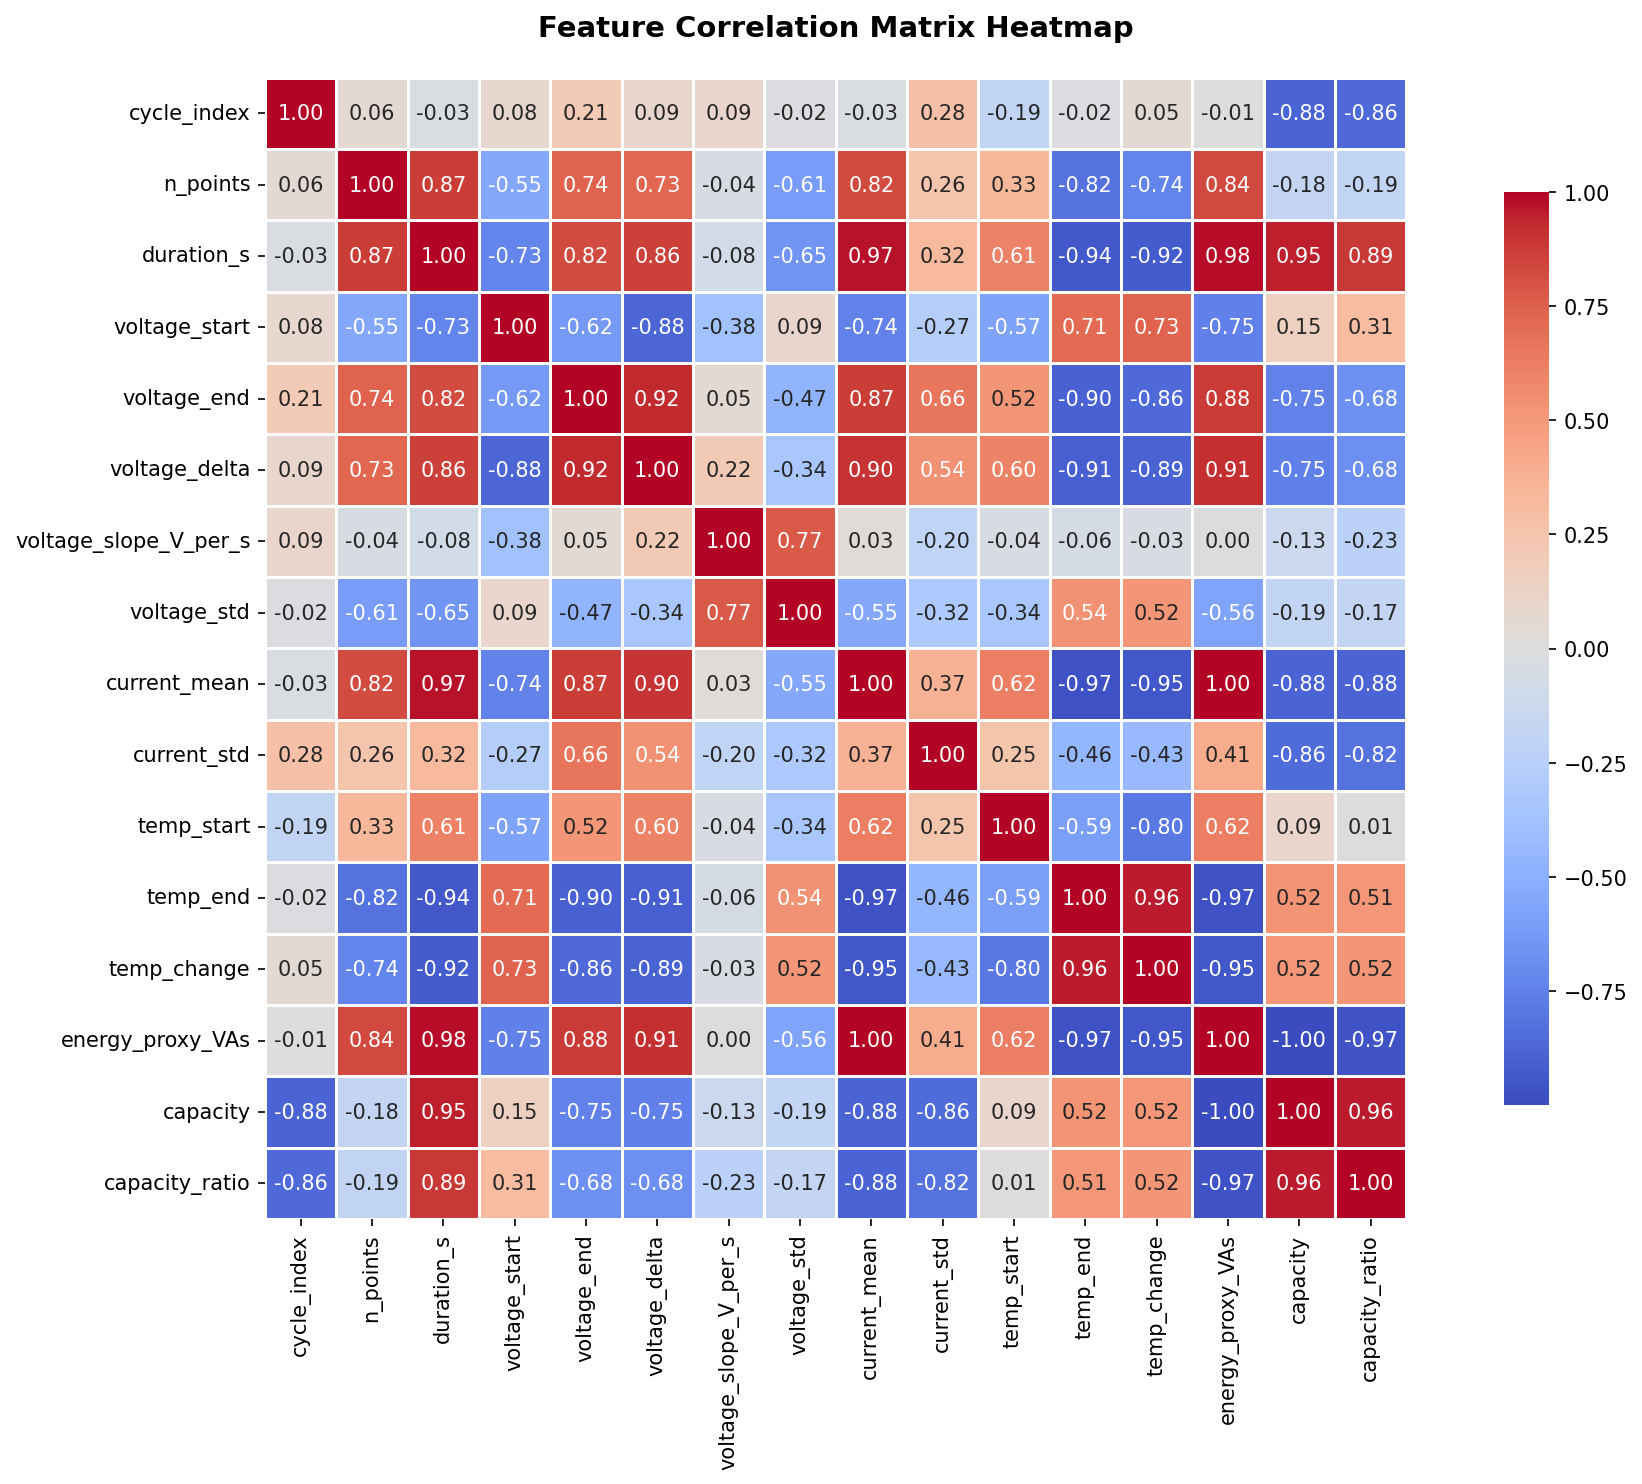 Feature Correlation Matrix Heatmap
cycle_index 1.00 0.06 -0.03 0.08 0.21 0.09 0.09 -0.02 -0.03 0.28 -0.19 -0.02 0.05 -0.01 -0.88 -0.86
n_points 0.06 1.00 0.87 -0.55 0.74 0.73 -0.04 -0.61 0.82 0.26 0.33 -0.82 -0.74 0.84 -0.18 -0.19
duration_s -0.03 0.87 1.00 -0.73 0.82 0.86 -0.08 -0.65 0.97 0.32 0.61 -0.94 -0.92 0.98 0.95 0.89
voltage_start 0.08 -0.55 -0.73 1.00 -0.62 -0.88 -0.38 0.09 -0.74 -0.27 -0.57 0.71 0.73 -0.75 0.15 0.31
voltage_end 0.21 0.74 0.82 -0.62 1.00 0.92 0.05 -0.47 0.87 0.66 0.52 -0.90 -0.86 0.88 -0.75 -0.68
voltage_delta 0.09 0.73 0.86 -0.88 0.92 1.00 0.22 -0.34 0.90 0.54 0.60 -0.91 -0.89 0.91 -0.75 -0.68
voltage_slope_V_per_s 0.09 -0.04 -0.08 -0.38 0.05 0.22 1.00 0.77 0.03 -0.20 -0.04 -0.06 -0.03 0.00 -0.13 -0.23
voltage_std -0.02 -0.61 -0.65 0.09 -0.47 -0.34 0.77 1.00 -0.55 -0.32 -0.34 0.54 0.52 -0.56 -0.19 -0.17
current_mean -0.03 0.82 0.97 -0.74 0.87 0.90 0.03 -0.55 1.00 0.37 0.62 -0.97 -0.95 1.00 -0.88 -0.88
current_std 0.28 0.26 0.32 -0.27 0.66 0.54 -0.20 -0.32 0.37 1.00 0.25 -0.46 -0.43 0.41 -0.86 -0.82
temp_start -0.19 0.33 0.61 -0.57 0.52 0.60 -0.04 -0.34 0.62 0.25 1.00 -0.59 -0.80 0.62 0.09 0.01
temp_end -0.02 -0.82 -0.94 0.71 -0.90 -0.91 -0.06 0.54 -0.97 -0.46 -0.59 1.00 0.96 -0.97 0.52 0.51
temp_change 0.05 -0.74 -0.92 0.73 -0.86 -0.89 -0.03 0.52 -0.95 -0.43 -0.80 0.96 1.00 -0.95 0.52 0.52
energy_proxy_VAs -0.01 0.84 0.98 -0.75 0.88 0.91 0.00 -0.56 1.00 0.41 0.62 -0.97 -0.95 1.00 -1.00 -0.97
capacity -0.88 -0.18 0.95 0.15 -0.75 -0.75 -0.13 -0.19 -0.88 -0.86 0.09 0.52 0.52 -1.00 1.00 0.96
capacity_ratio -0.86 -0.19 0.89 0.31 -0.68 -0.68 -0.23 -0.17 -0.88 -0.82 0.01 0.51 0.52 -0.97 0.96 1.00
cycle_index
n_points
duration_s
voltage_start
voltage_end
voltage_delta
voltage_slope_V_per_s
voltage_std
current_mean
current_std
temp_start
temp_end
temp_change
energy_proxy_VAs
capacity
capacity_ratio
1.00
0.75
0.50
0.25
0.00
−0.25
−0.50
−0.75